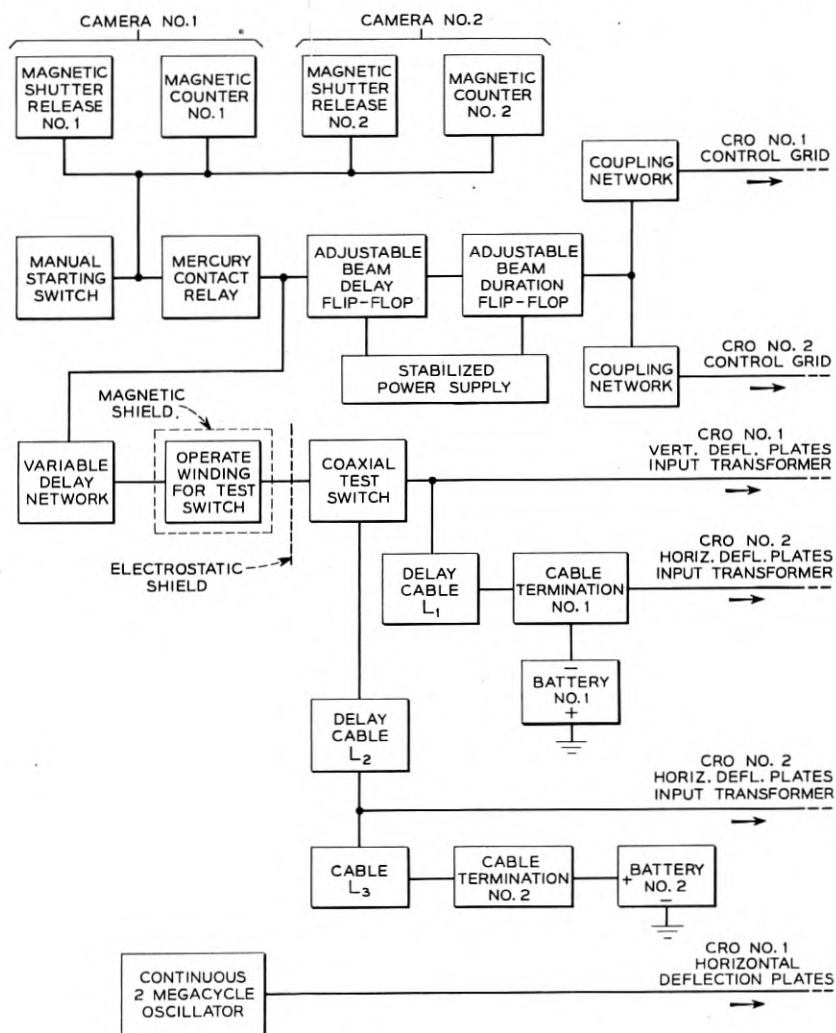 CAMERA NO.1
CAMERA NO.2
MAGNETIC
SHUTTER
RELEASE
NO.1
MAGNETIC
COUNTER
NO.1
MAGNETIC
SHUTTER
RELEASE
NO.2
MAGNETIC
COUNTER
NO.2
COUPLING
NETWORK
CRO NO.1
CONTROL GRID
MANUAL
STARTING
SWITCH
MERCURY
CONTACT
RELAY
ADJUSTABLE
BEAM
DELAY
FLIP-FLOP
ADJUSTABLE
BEAM
DURATION
FLIP-FLOP
STABILIZED
POWER SUPPLY
COUPLING
NETWORK
CRO NO. 2
CONTROL GRID
MAGNETIC
SHIELD
VARIABLE
DELAY
NETWORK
OPERATE
WINDING
FOR TEST
SWITCH
COAXIAL
TEST
SWITCH
CRO NO.1
VERT. DEFL. PLATES
INPUT TRANSFORMER
ELECTROSTATIC
SHIELD
DELAY
CABLE
L1
CABLE
TERMINATION
NO. 1
CRO NO. 2
HORIZ. DEFL. PLATES
INPUT TRANSFORMER
−
BATTERY
NO.1
+
DELAY
CABLE
L2
CRO NO. 2
HORIZ. DEFL. PLATES
INPUT TRANSFORMER
CABLE
L3
CABLE
TERMINATION
NO. 2
+ BATTERY
NO. 2
−
CONTINUOUS
2 MEGACYCLE
OSCILLATOR
CRO NO. 1
HORIZONTAL
DEFLECTION PLATES